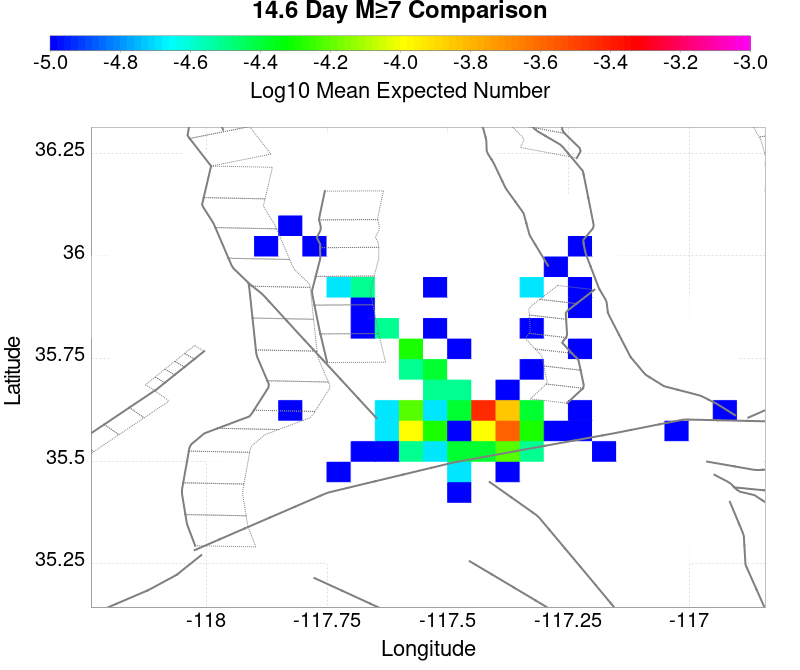 14.6 Day M≥7 Comparison
-5.0 -4.8 -4.6 -4.4 -4.2 -4.0 -3.8 -3.6 -3.4 -3.2 -3.0
Log10 Mean Expected Number
36.25
36
35.75
35.5
35.25
Latitude
-118 -117.75 -117.5 -117.25 -117
Longitude